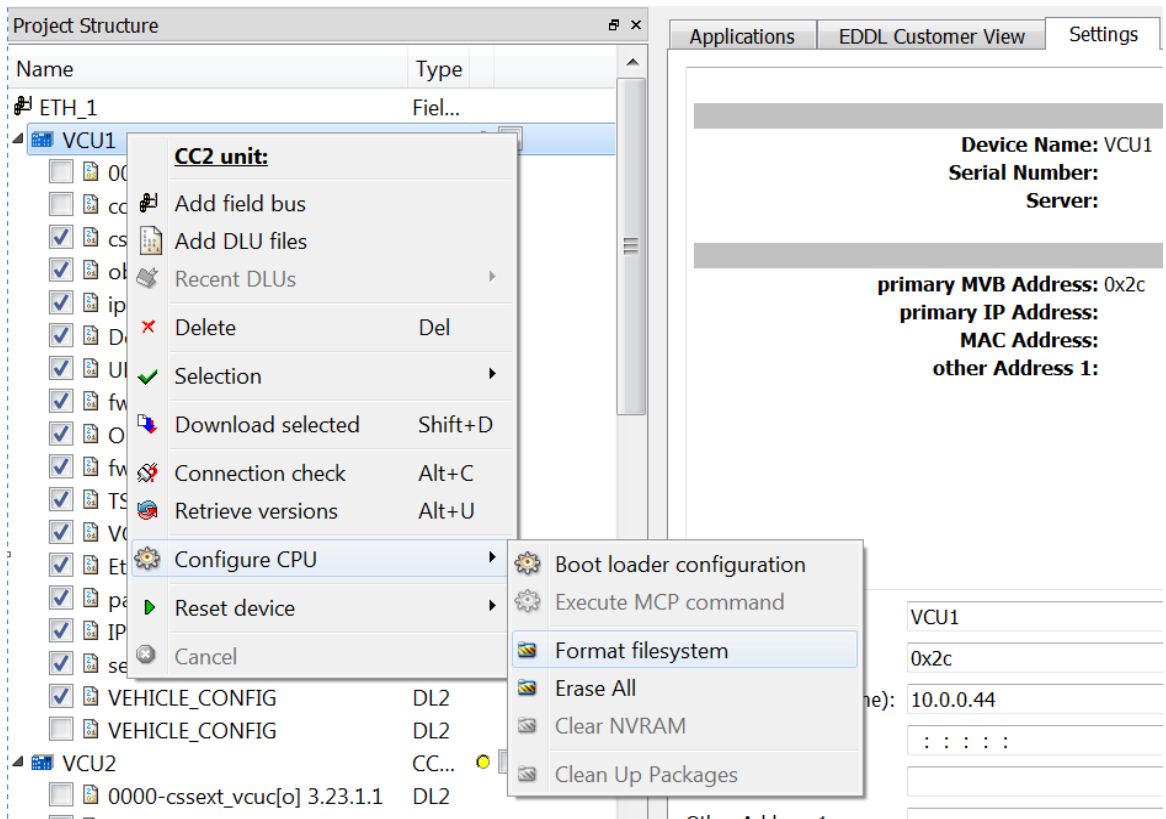 Project Structure
Name
Type
ETH_1
Fiel...
VCU1
CC2 unit:
Add field bus
Add DLU files
Recent DLUs
Delete Del
Selection
Download selected Shift+D
Connection check Alt+C
Retrieve versions Alt+U
Configure CPU
Reset device
Cancel
Boot loader configuration
Execute MCP command
Format filesystem
Erase All
Clear NVRAM
Clean Up Packages
VEHICLE_CONFIG DL2
VEHICLE_CONFIG DL2
VCU2 CC...
0000-cssext_vcuc[o] 3.23.1.1 DL2
Applications
EDDL Customer View
Settings
Device Name: VCU1
Serial Number:
Server:
primary MVB Address: 0x2c
primary IP Address:
MAC Address:
other Address 1:
VCU1
0x2c
10.0.0.44
: : : : :